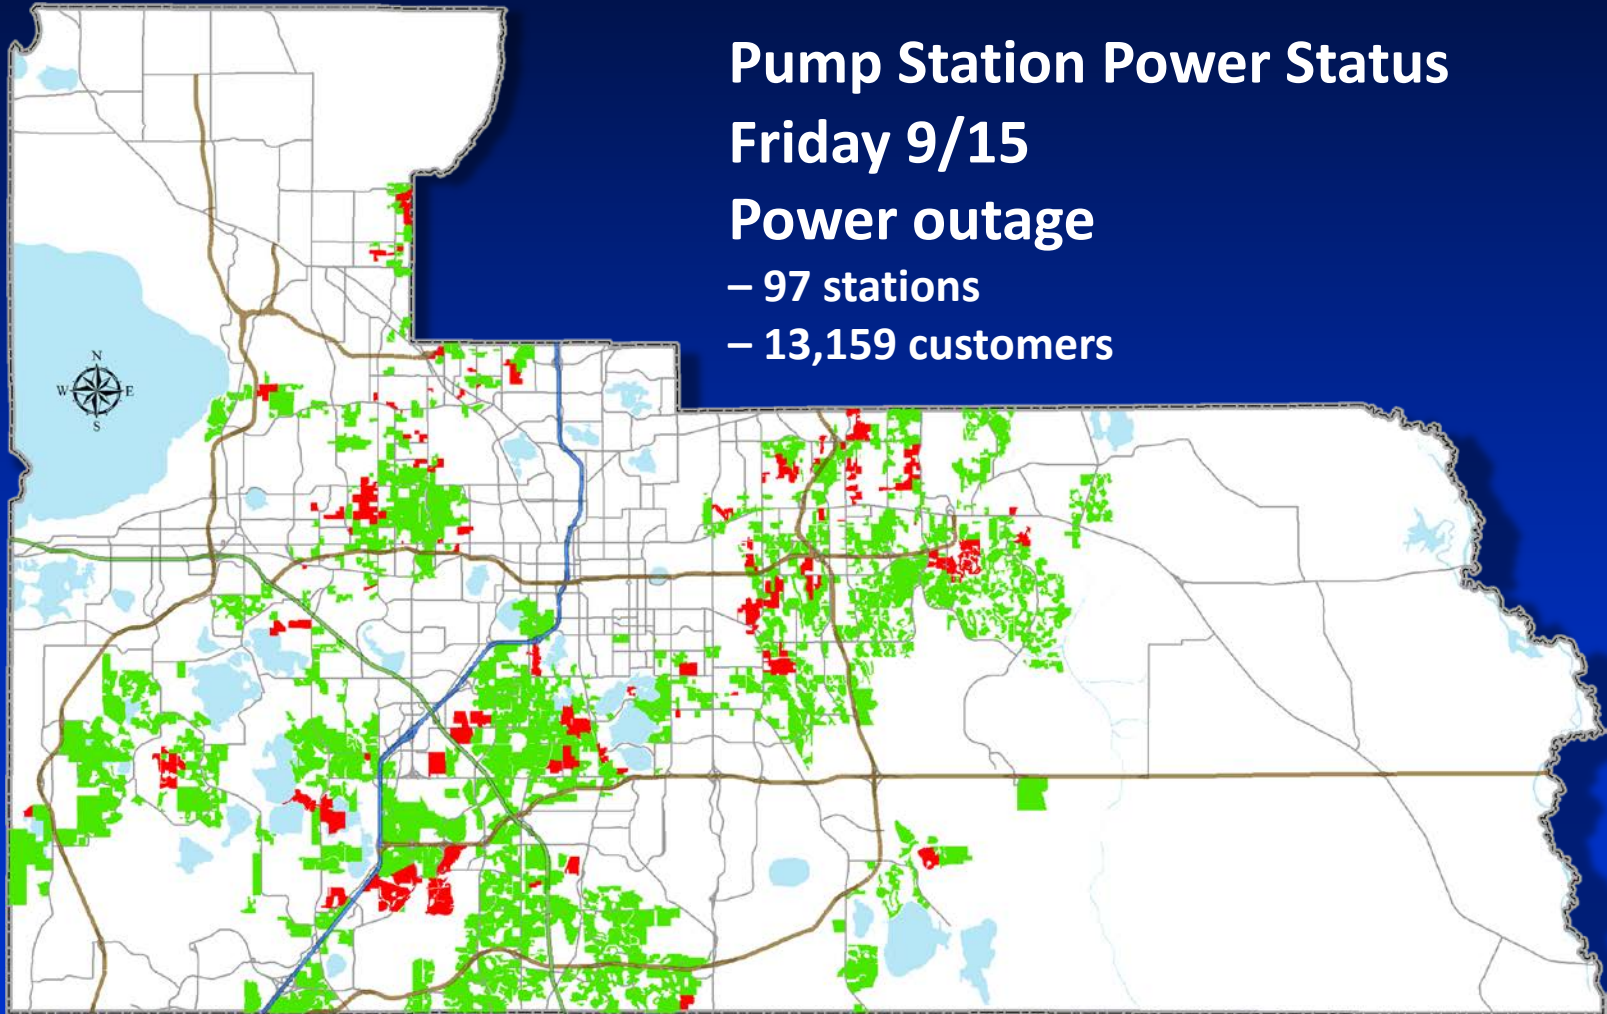 Pump Station Power Status
Friday 9/15
Power outage
– 97 stations
– 13,159 customers
N
W E
S